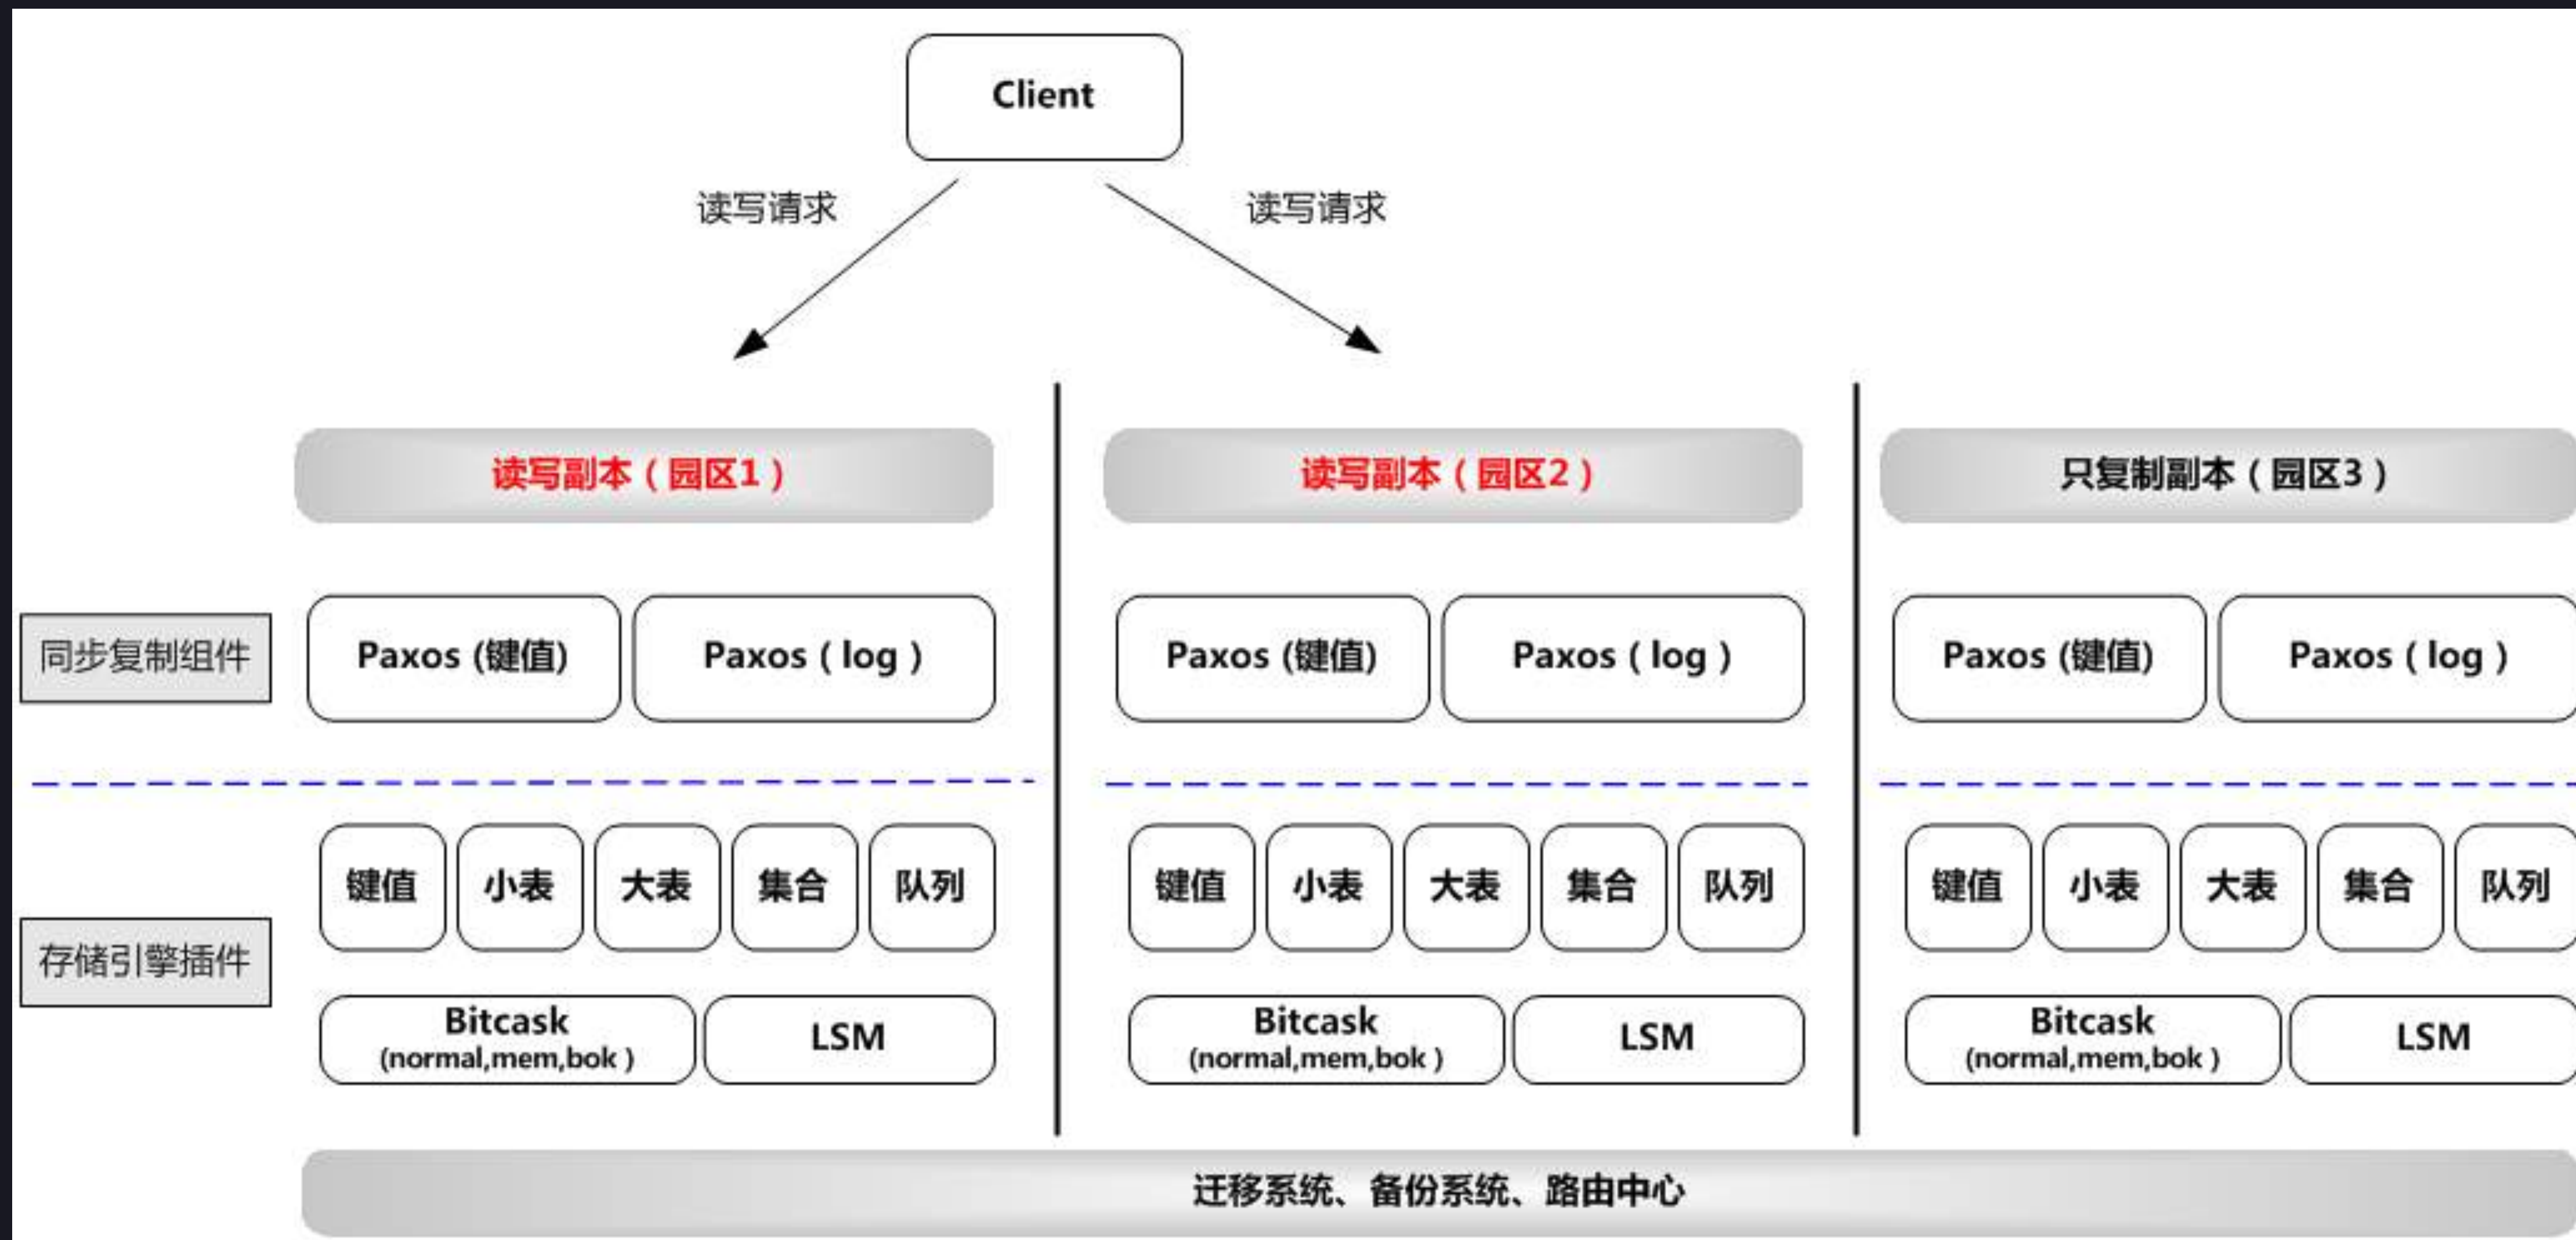 Client
读写请求
读写请求
读写副本（园区1）
读写副本（园区2）
只复制副本（园区3）
同步复制组件
Paxos (键值)
Paxos（log）
Paxos (键值)
Paxos（log）
Paxos (键值)
Paxos（log）
键值
小表
大表
集合
队列
键值
小表
大表
集合
队列
键值
小表
大表
集合
队列
存储引擎插件
Bitcask
(normal,mem,bok）
LSM
Bitcask
(normal,mem,bok）
LSM
Bitcask
(normal,mem,bok）
LSM
迁移系统、备份系统、路由中心